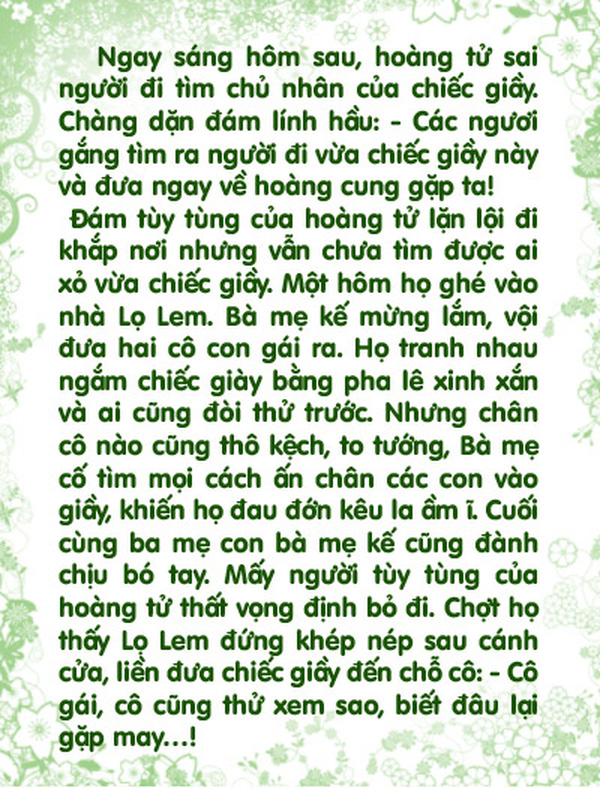 Ngay sáng hôm sau, hoàng tử sai
người đi tìm chủ nhân của chiếc giầy.
Chàng dặn đám lính hầu: - Các ngươi
gắng tìm ra người đi vừa chiếc giầy này
và đưa ngay về hoàng cung gặp ta!
Đám tùy tùng của hoàng tử lặn lội đi
khắp nơi nhưng vẫn chưa tìm được ai
xỏ vừa chiếc giầy. Một hôm họ ghé vào
nhà Lọ Lem. Bà mẹ kế mừng lắm, vội
đưa hai cô con gái ra. Họ tranh nhau
ngắm chiếc giày bằng pha lê xinh xắn
và ai cũng đòi thử trước. Nhưng chân
cô nào cũng thô kệch, to tướng, Bà mẹ
cố tìm mọi cách ấn chân các con vào
giầy, khiến họ đau đớn kêu la ầm ĩ. Cuối
cùng ba mẹ con bà mẹ kế cũng đành
chịu bó tay. Mấy người tùy tùng của
hoàng tử thất vọng định bỏ đi. Chợt họ
thấy Lọ Lem đứng khép nép sau cánh
cửa, liền đưa chiếc giầy đến chỗ cô: - Cô
gái, cô cũng thử xem sao, biết đâu lại
gặp may...!